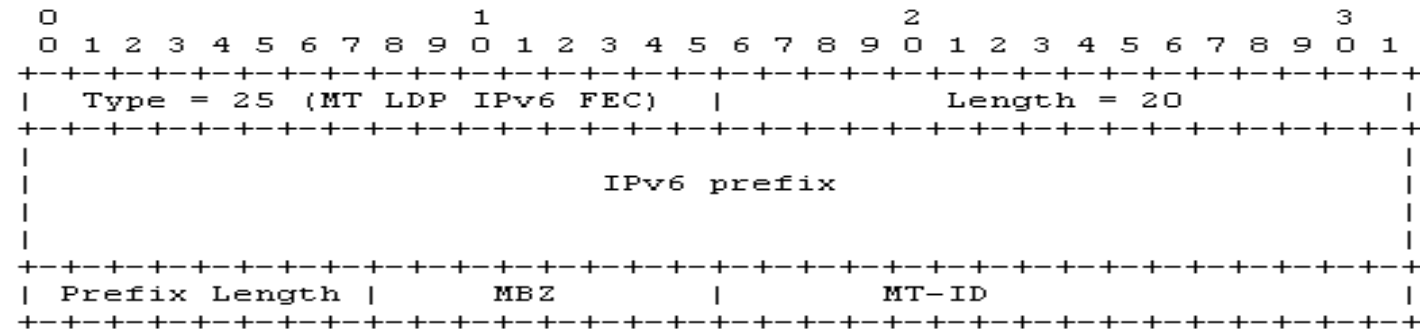 0                   1                   2                   3
 0 1 2 3 4 5 6 7 8 9 0 1 2 3 4 5 6 7 8 9 0 1 2 3 4 5 6 7 8 9 0 1
+-+-+-+-+-+-+-+-+-+-+-+-+-+-+-+-+-+-+-+-+-+-+-+-+-+-+-+-+-+-+-+-+
|  Type = 25 (MT LDP IPv6 FEC)  |          Length = 20          |
+-+-+-+-+-+-+-+-+-+-+-+-+-+-+-+-+-+-+-+-+-+-+-+-+-+-+-+-+-+-+-+-+
|                                                               |
|                          IPv6 prefix                          |
|                                                               |
|                                                               |
+-+-+-+-+-+-+-+-+-+-+-+-+-+-+-+-+-+-+-+-+-+-+-+-+-+-+-+-+-+-+-+-+
| Prefix Length |     MBZ       |       MT-ID                   |
+-+-+-+-+-+-+-+-+-+-+-+-+-+-+-+-+-+-+-+-+-+-+-+-+-+-+-+-+-+-+-+-+